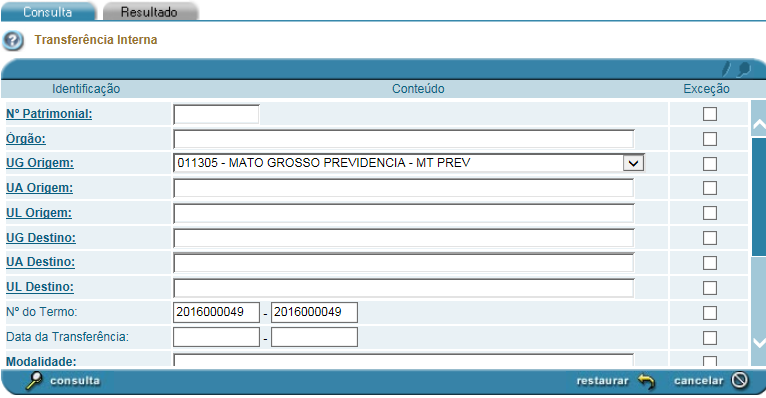 Consulta Resultado
Transferência Interna
Identificação Conteúdo Exceção
Nº Patrimonial:
Órgão:
UG Origem: 011305 - MATO GROSSO PREVIDENCIA - MT PREV
UA Origem:
UL Origem:
UG Destino:
UA Destino:
UL Destino:
Nº do Termo: 2016000049 - 2016000049
Data da Transferência: -
Modalidade:
consulta restaurar cancelar